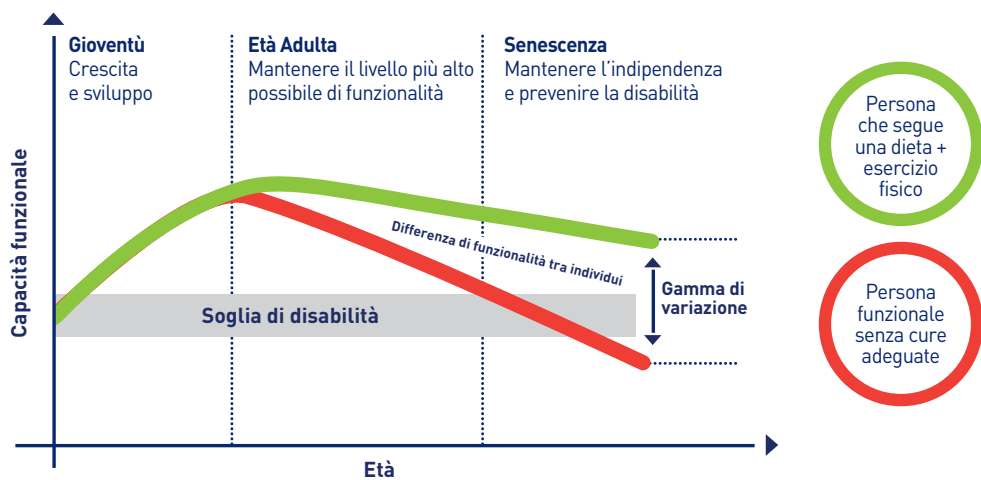 Gioventù
Crescita
e sviluppo
Età Adulta
Mantenere il livello più alto
possibile di funzionalità
Senescenza
Mantenere l'indipendenza
e prevenire la disabilità
Capacità funzionale
Differenza di funzionalità tra individui
Soglia di disabilità
Gamma di
variazione
Età
Persona
che segue
una dieta +
esercizio
fisico
Persona
funzionale
senza cure
adeguate